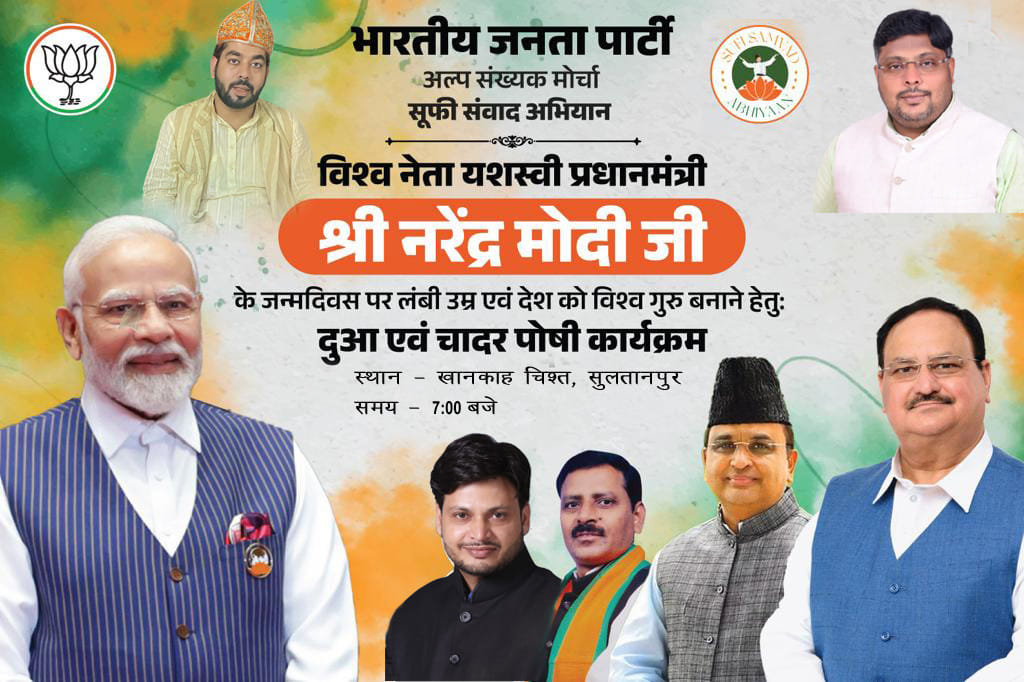 भारतीय जनता पार्टी
अल्प संख्यक मोर्चा
सूफी संवाद अभियान
SUFI SAMVAD
ABHIYAAN
विश्व नेता यशस्वी प्रधानमंत्री
श्री नरेंद्र मोदी जी
के जन्मदिवस पर लंबी उम्र एवं देश को विश्व गुरु बनाने हेतु:
दुआ एवं चादर पोषी कार्यक्रम
स्थान – खानकाह चिश्त, सुलतानपुर
समय – 7:00 बजे